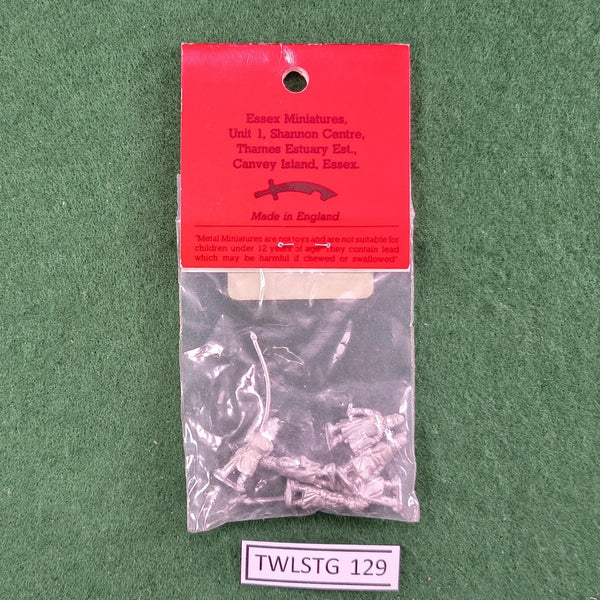 Essex Miniatures,
Unit 1, Shannon Centre,
Thames Estuary Est.,
Canvey Island, Essex.
Made in England
"Metal Miniatures are not toys and are not suitable for
children under 12 years of age. They contain lead
which may be harmful if chewed or swallowed"
TWLSTG 129